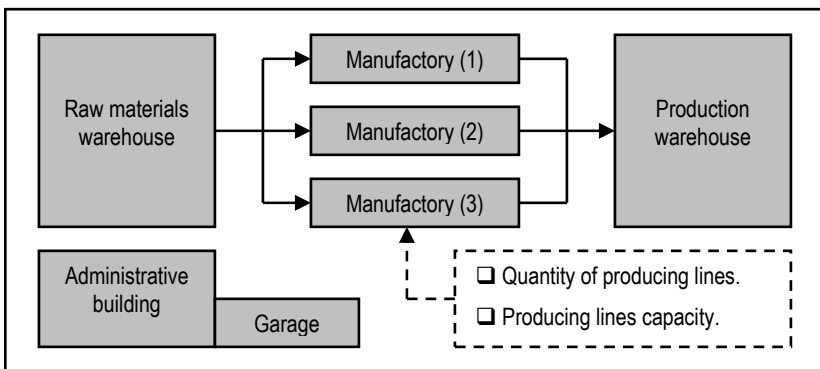 Raw materials
warehouse
Manufactory (1)
Manufactory (2)
Manufactory (3)
Production
warehouse
Administrative
building
Garage
❑ Quantity of producing lines.
❑ Producing lines capacity.